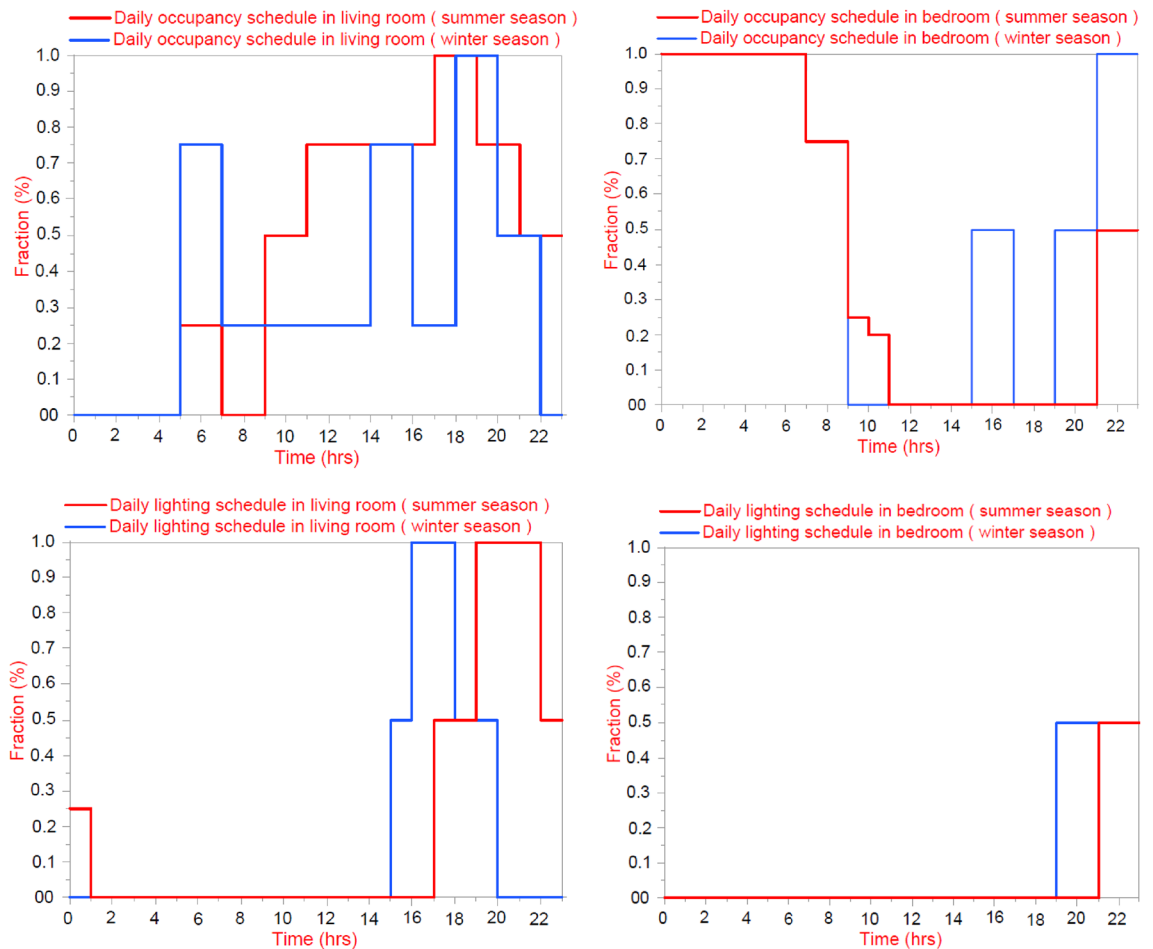 Daily occupancy schedule in living room ( summer season )
Daily occupancy schedule in living room ( winter season )
1.0
0.9
0.8
0.7
0.6
0.5
0.4
0.3
0.2
0.1
00
Fraction (%)
0 2 4 6 8 10 12 14 16 18 20 22
Time (hrs)
Daily occupancy schedule in bedroom ( summer season )
Daily occupancy schedule in bedroom ( winter season )
1.0
0.9
0.8
0.7
0.6
0.5
0.4
0.3
0.2
0.1
00
Fraction (%)
0 2 4 6 8 10 12 14 16 18 20 22
Time (hrs)
Daily lighting schedule in living room ( summer season )
Daily lighting schedule in living room ( winter season )
1.0
0.9
0.8
0.7
0.6
0.5
0.4
0.3
0.2
0.1
00
Fraction (%)
0 2 4 6 8 10 12 14 16 18 20 22
Time (hrs)
Daily lighting schedule in bedroom ( summer season )
Daily lighting schedule in bedroom ( winter season )
1.0
0.9
0.8
0.7
0.6
0.5
0.4
0.3
0.2
0.1
00
Fraction (%)
0 2 4 6 8 10 12 14 16 18 20 22
Time (hrs)